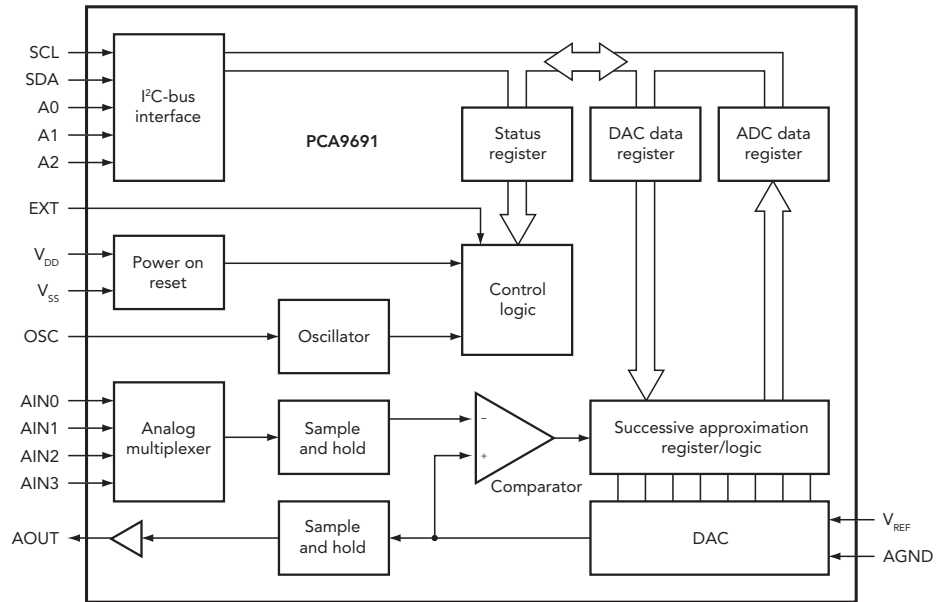 SCL
SDA
A0
A1
A2
I²C-bus
interface
PCA9691
Status
register
DAC data
register
ADC data
register
EXT
V_DD
V_SS
Power on
reset
Control
logic
OSC
Oscillator
AIN0
AIN1
AIN2
AIN3
Analog
multiplexer
Sample
and hold
−
+
Comparator
Successive approximation
register/logic
AOUT
Sample
and hold
DAC
V_REF
AGND